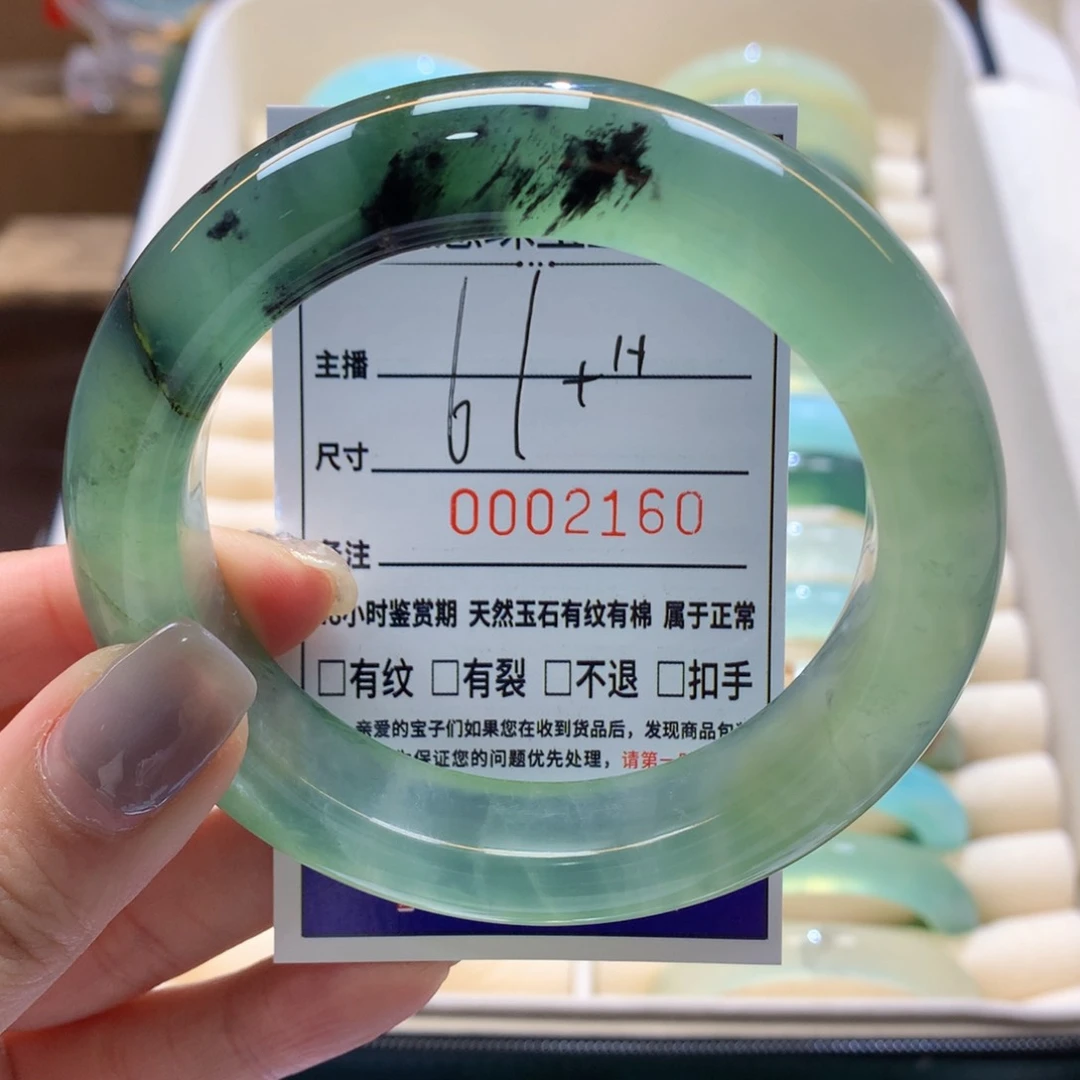 主播
61 + H
尺寸
0002160
备注
小时鉴赏期 天然玉石有纹有棉 属于正常
□有纹 □有裂 □不退 □扣手
亲爱的宝子们如果您在收到货品后，发现商品包
保证您的问题优先处理，请第一